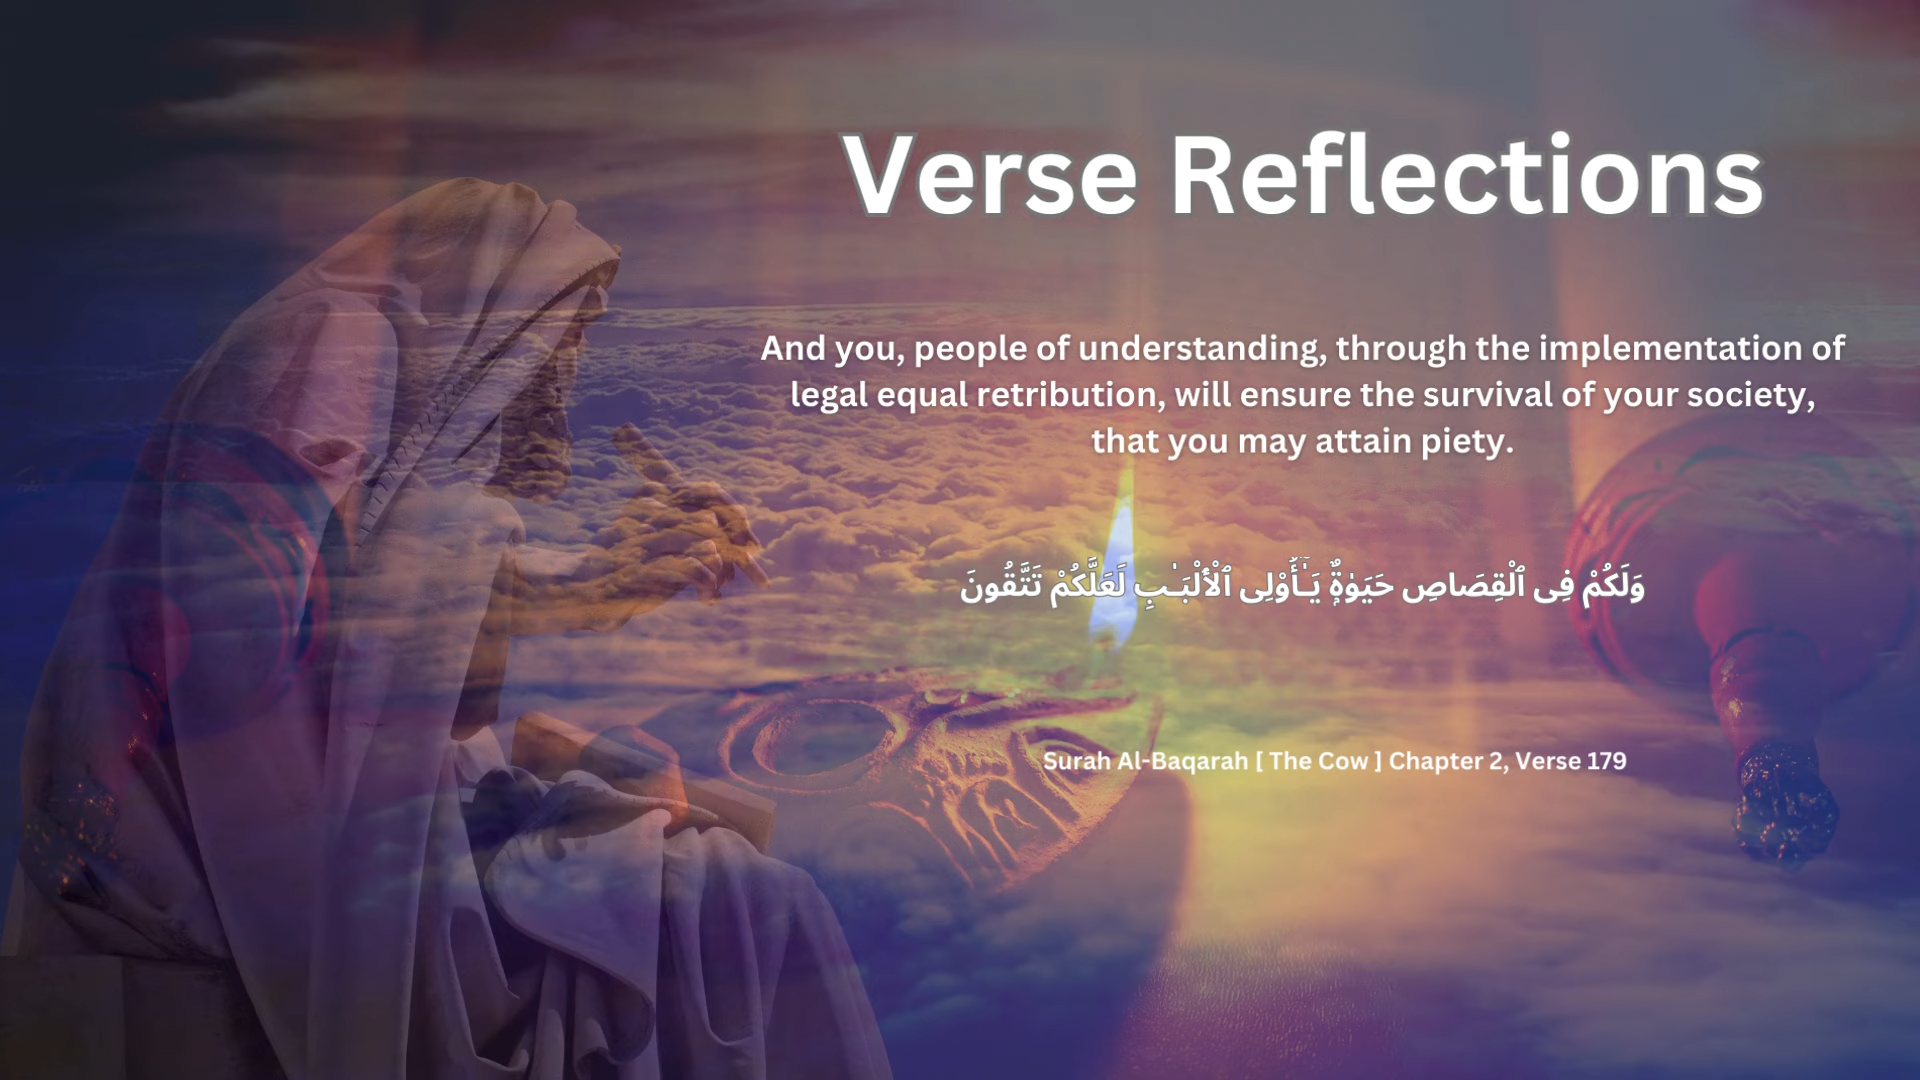 Verse Reflections
And you, people of understanding, through the implementation of
legal equal retribution, will ensure the survival of your society,
that you may attain piety.
وَلَكُمْ فِى ٱلْقِصَاصِ حَيَوٰةٌۭ يَـٰٓأُو۟لِى ٱلْأَلْبَـٰبِ لَعَلَّكُمْ تَتَّقُونَ
Surah Al-Baqarah [ The Cow ] Chapter 2, Verse 179